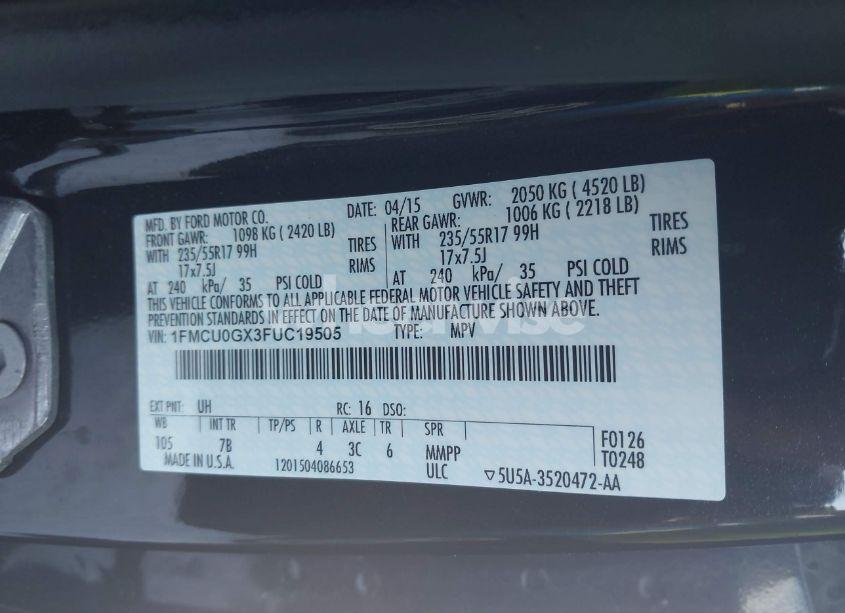 MFD. BY FORD MOTOR CO. DATE: 04/15 GVWR: 2050 KG ( 4520 LB)
FRONT GAWR: 1098 KG ( 2420 LB) REAR GAWR: 1006 KG ( 2218 LB)
WITH 235/55R17 99H TIRES WITH 235/55R17 99H TIRES
17x7.5J RIMS 17x7.5J RIMS
AT 240 kPa/ 35 PSI COLD AT 240 kPa/ 35 PSI COLD
THIS VEHICLE CONFORMS TO ALL APPLICABLE FEDERAL MOTOR VEHICLE SAFETY AND THEFT
PREVENTION STANDARDS IN EFFECT ON THE DATE OF MANUFACTURE SHOWN ABOVE.
VIN: 1FMCU0GX3FUC19505 TYPE: MPV
EXT PNT: UH RC: 16 DSO:
WB INT TR TP/PS R AXLE TR SPR
105 7B 4 3C 6 MMPP F0126
MADE IN U.S.A. 1201504086653 ULC T0248
▽5U5A-3520472-AA